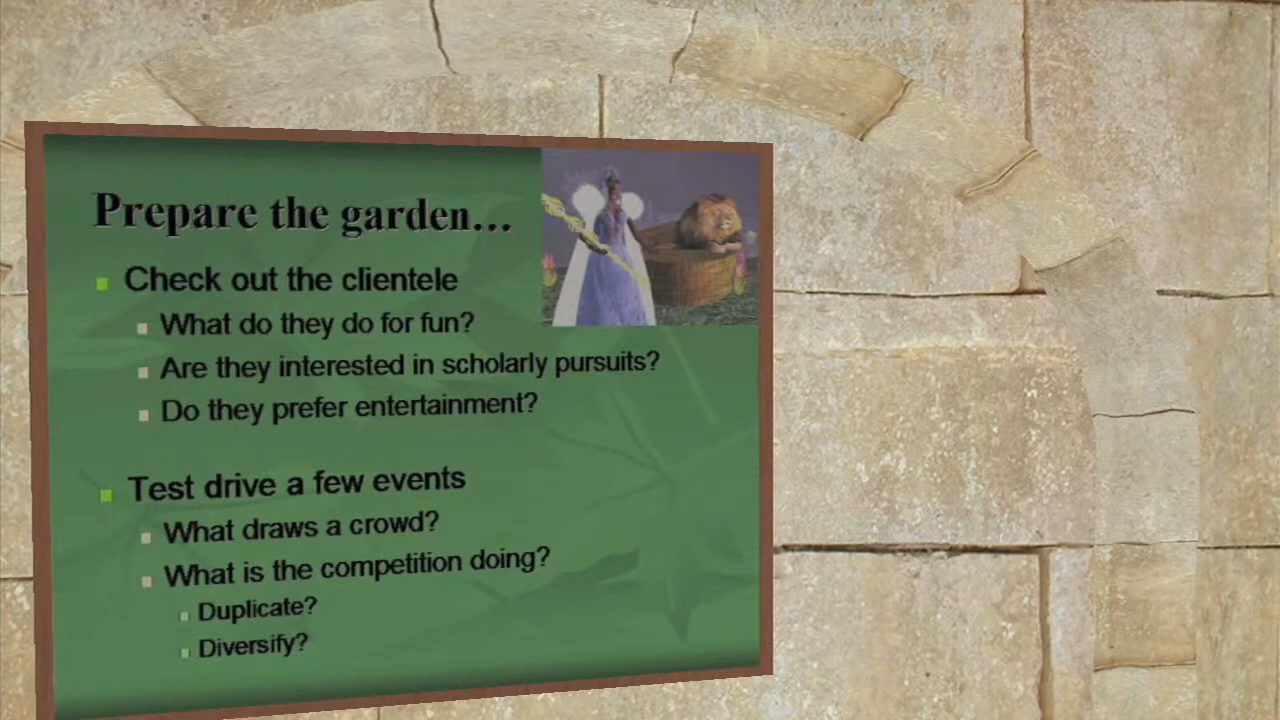 Prepare the garden...
Check out the clientele
What do they do for fun?
Are they interested in scholarly pursuits?
Do they prefer entertainment?
Test drive a few events
What draws a crowd?
What is the competition doing?
Duplicate?
Diversify?